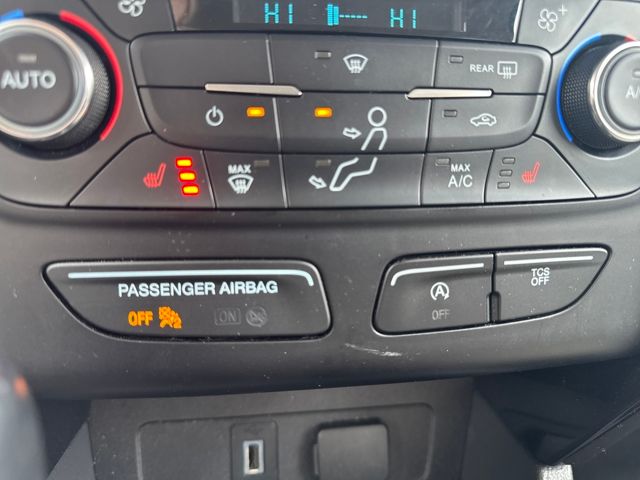 HI HI
AUTO
REAR
A/C
MAX
MAX
A/C
PASSENGER AIRBAG
OFF ON
A
OFF
TCS
OFF